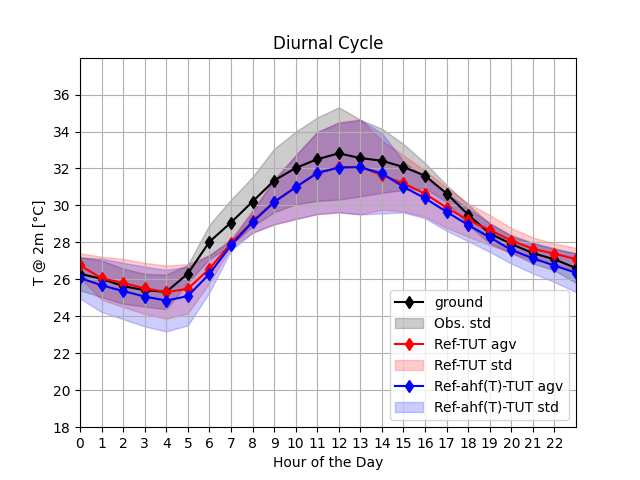 Diurnal Cycle
T @ 2m [°C]
36
34
32
30
28
26
24
22
20
18
0 1 2 3 4 5 6 7 8 9 10 11 12 13 14 15 16 17 18 19 20 21 22
Hour of the Day
ground
Obs. std
Ref-TUT agv
Ref-TUT std
Ref-ahf(T)-TUT agv
Ref-ahf(T)-TUT std